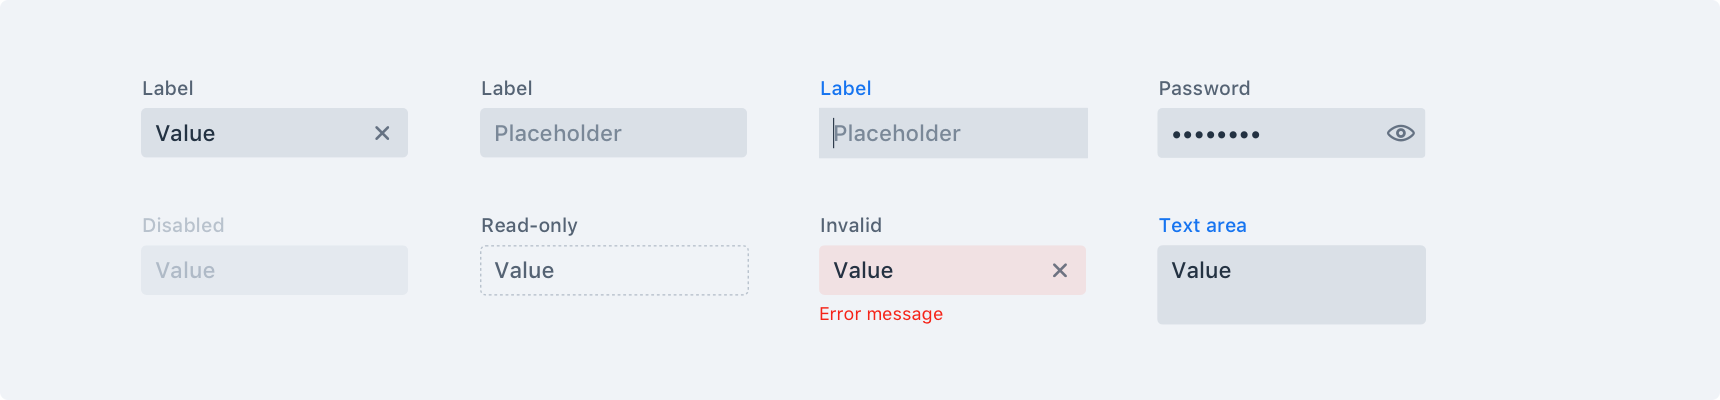 Label
Label
Label
Password
Value
Placeholder
Placeholder
••••••••
Disabled
Read-only
Invalid
Text area
Value
Value
Value
Value
Error message